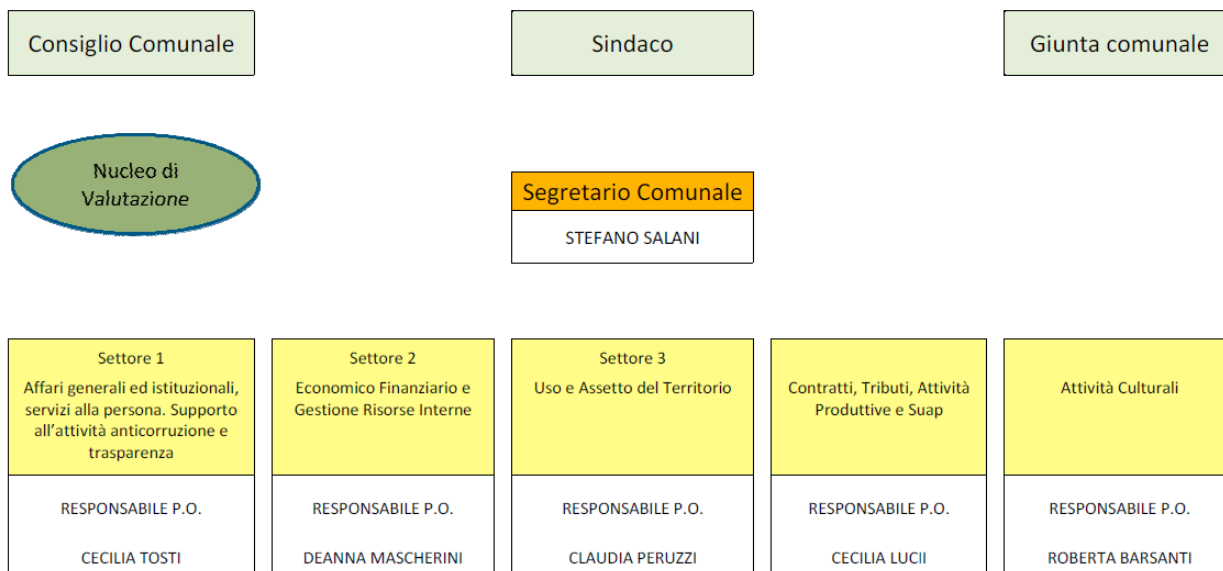 Consiglio Comunale
Sindaco
Giunta comunale
Nucleo di
Valutazione
Segretario Comunale
STEFANO SALANI
Settore 1
Affari generali ed istituzionali,
servizi alla persona. Supporto
all'attività anticorruzione e
trasparenza
RESPONSABILE P.O.
CECILIA TOSTI
Settore 2
Economico Finanziario e
Gestione Risorse Interne
RESPONSABILE P.O.
DEANNA MASCHERINI
Settore 3
Uso e Assetto del Territorio
RESPONSABILE P.O.
CLAUDIA PERUZZI
Contratti, Tributi, Attività
Produttive e Suap
RESPONSABILE P.O.
CECILIA LUCII
Attività Culturali
RESPONSABILE P.O.
ROBERTA BARSANTI